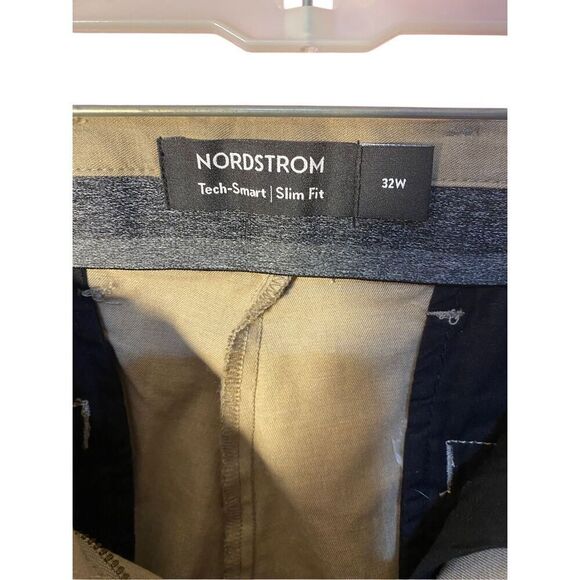 NORDSTROM
Tech-Smart | Slim Fit
32W